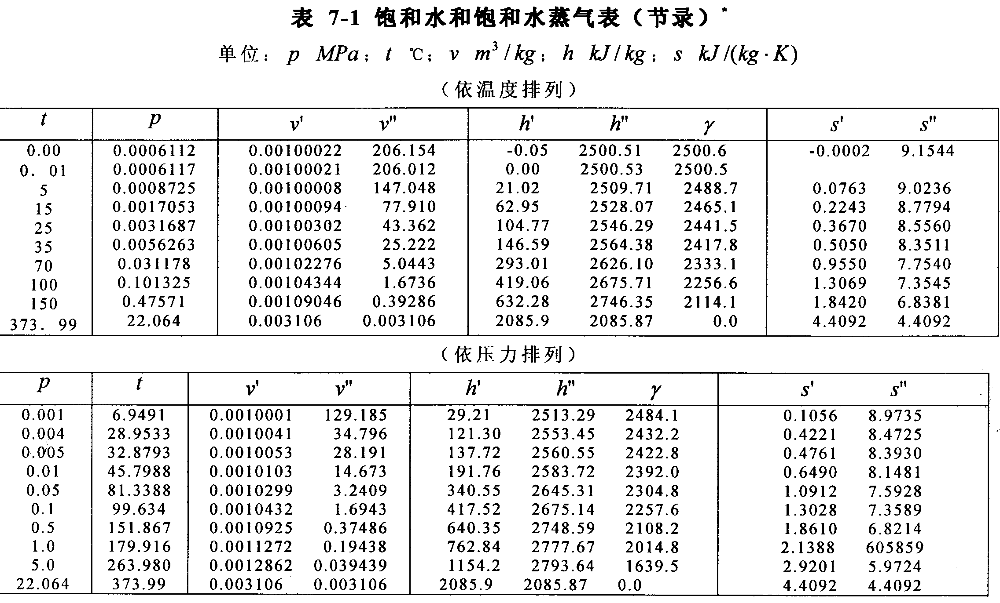 表 7-1 饱和水和饱和水蒸气表（节录）*
单位：p MPa；t ℃；v m³/kg；h kJ/kg；s kJ/(kg·K)
（依温度排列）
t p v' v" h' h" γ s' s"
0.00 0.0006112 0.00100022 206.154 -0.05 2500.51 2500.6 -0.0002 9.1544
0. 01 0.0006117 0.00100021 206.012 0.00 2500.53 2500.5
5 0.0008725 0.00100008 147.048 21.02 2509.71 2488.7 0.0763 9.0236
15 0.0017053 0.00100094 77.910 62.95 2528.07 2465.1 0.2243 8.7794
25 0.0031687 0.00100302 43.362 104.77 2546.29 2441.5 0.3670 8.5560
35 0.0056263 0.00100605 25.222 146.59 2564.38 2417.8 0.5050 8.3511
70 0.031178 0.00102276 5.0443 293.01 2626.10 2333.1 0.9550 7.7540
100 0.101325 0.00104344 1.6736 419.06 2675.71 2256.6 1.3069 7.3545
150 0.47571 0.00109046 0.39286 632.28 2746.35 2114.1 1.8420 6.8381
373. 99 22.064 0.003106 0.003106 2085.9 2085.87 0.0 4.4092 4.4092
（依压力排列）
p t v' v" h' h" γ s' s"
0.001 6.9491 0.0010001 129.185 29.21 2513.29 2484.1 0.1056 8.9735
0.004 28.9533 0.0010041 34.796 121.30 2553.45 2432.2 0.4221 8.4725
0.005 32.8793 0.0010053 28.191 137.72 2560.55 2422.8 0.4761 8.3930
0.01 45.7988 0.0010103 14.673 191.76 2583.72 2392.0 0.6490 8.1481
0.05 81.3388 0.0010299 3.2409 340.55 2645.31 2304.8 1.0912 7.5928
0.1 99.634 0.0010432 1.6943 417.52 2675.14 2257.6 1.3028 7.3589
0.5 151.867 0.0010925 0.37486 640.35 2748.59 2108.2 1.8610 6.8214
1.0 179.916 0.0011272 0.19438 762.84 2777.67 2014.8 2.1388 605859
5.0 263.980 0.0012862 0.039439 1154.2 2793.64 1639.5 2.9201 5.9724
22.064 373.99 0.003106 0.003106 2085.9 2085.87 0.0 4.4092 4.4092